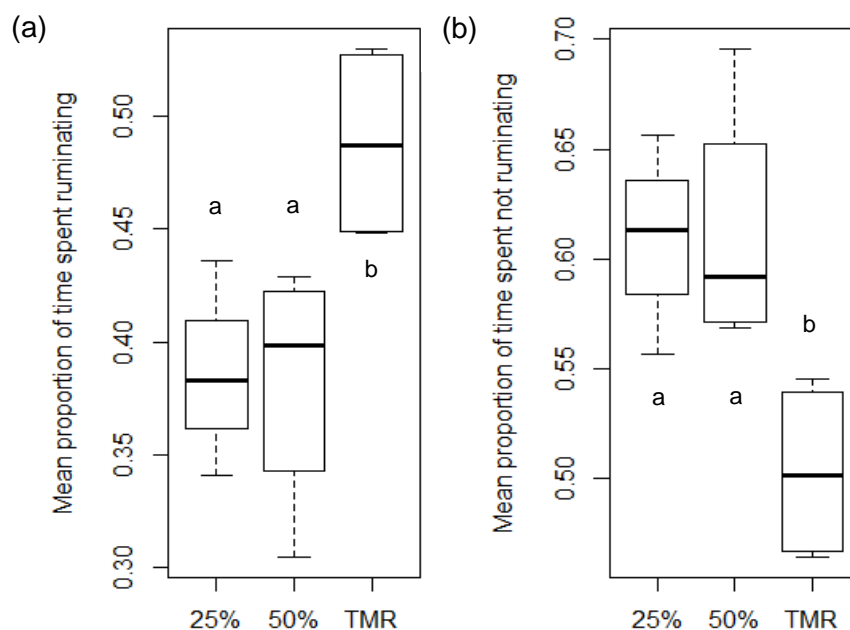 (a)
Mean proportion of time spent ruminating
0.50
0.45
0.40
0.35
0.30
a
a
b
25% 50% TMR
(b)
Mean proportion of time spent not ruminating
0.70
0.65
0.60
0.55
0.50
b
a
a
25% 50% TMR